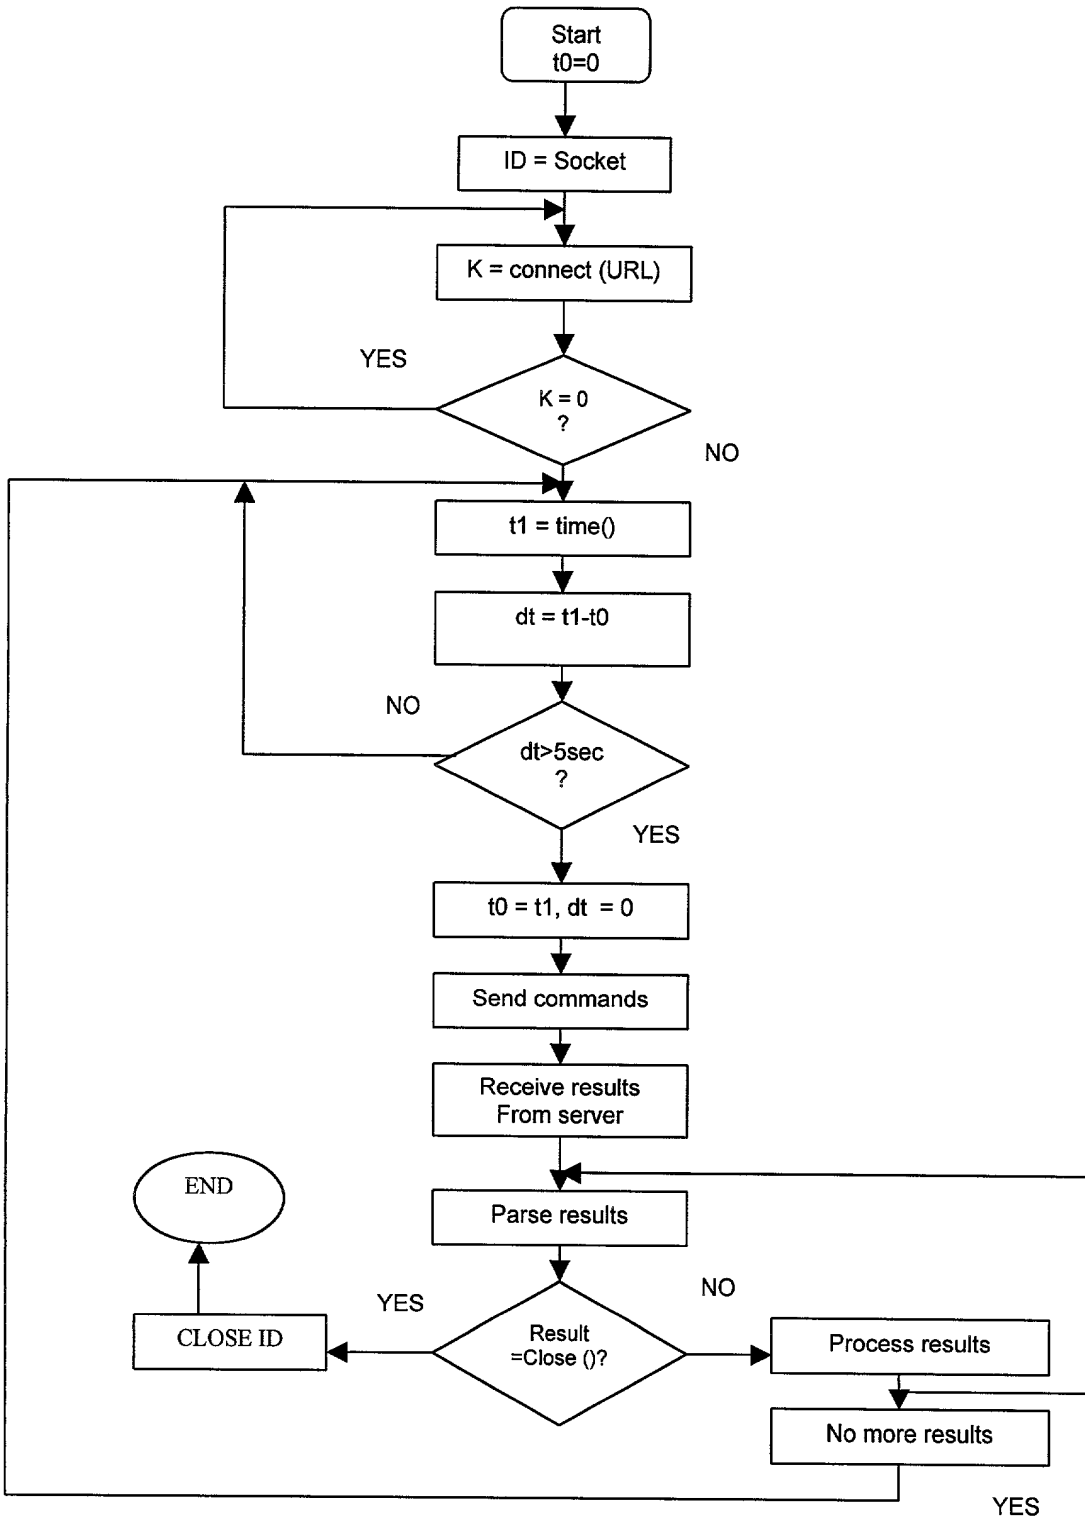 Start
t0=0
ID = Socket
K = connect (URL)
YES
K = 0
?
NO
t1 = time()
dt = t1-t0
NO
dt>5sec
?
YES
t0 = t1, dt = 0
Send commands
Receive results
From server
END
Parse results
YES
NO
CLOSE ID
Result
=Close ()?
Process results
No more results
YES